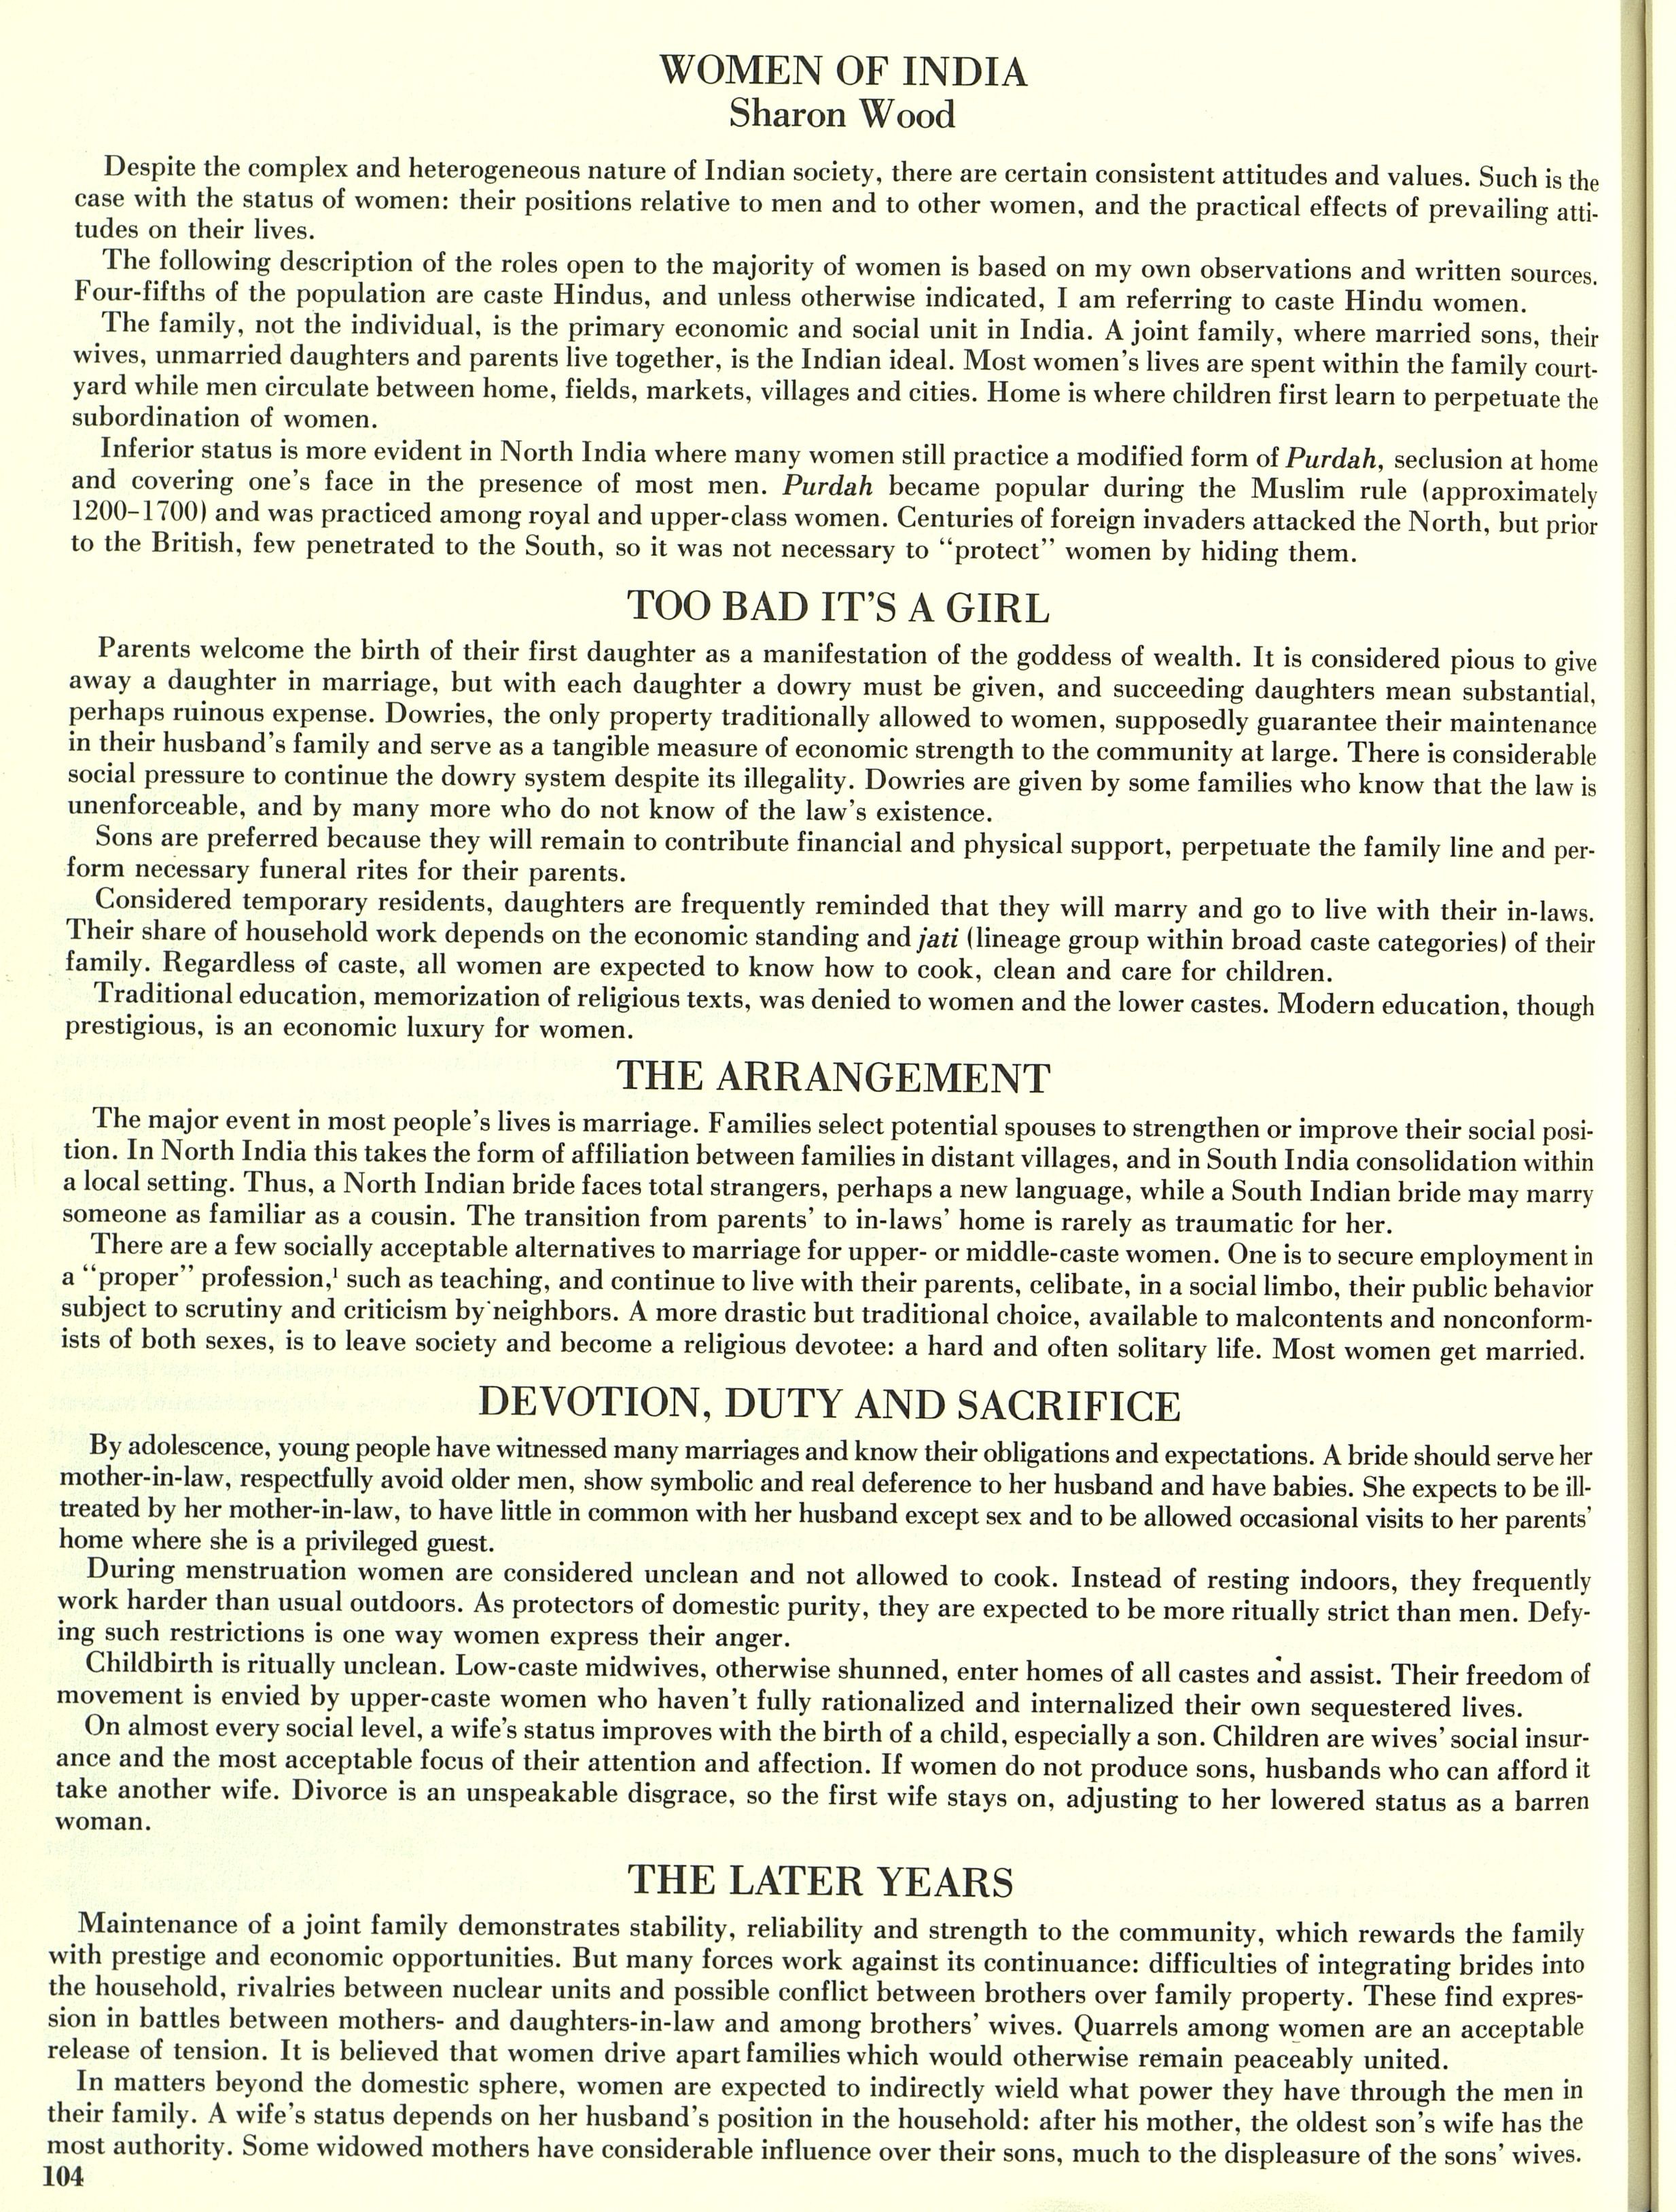 WOMEN OF INDIA
Sharon Wood
Despite the complex and heterogeneous nature of Indian society, there are certain consistent attitudes and values. Such is the
case with the status of women: their positions relative to men and to other women, and the practical effects of prevailing atti-
tudes on their lives.
The following description of the roles open to the majority of women is based on my own observations and written sources.
Four-fifths of the population are caste Hindus, and unless otherwise indicated, I am referring to caste Hindu women.
The family, not the individual, is the primary economic and social unit in India. A joint family, where married sons, their
wives, unmarried daughters and parents live together, is the Indian ideal. Most women's lives are spent within the family court-
yard while men circulate between home, fields, markets, villages and cities. Home is where children first learn to perpetuate the
subordination of women.
Inferior status is more evident in North India where many women still practice a modified form of Purdah, seclusion at home
and covering one's face in the presence of most men. Purdah became popular during the Muslim rule (approximately
1200–1700) and was practiced among royal and upper-class women. Centuries of foreign invaders attacked the North, but prior
to the British, few penetrated to the South, so it was not necessary to “protect” women by hiding them.
TOO BAD IT'S A GIRL
Parents welcome the birth of their first daughter as a manifestation of the goddess of wealth. It is considered pious to give
away a daughter in marriage, but with each daughter a dowry must be given, and succeeding daughters mean substantial,
perhaps ruinous expense. Dowries, the only property traditionally allowed to women, supposedly guarantee their maintenance
in their husband's family and serve as a tangible measure of economic strength to the community at large. There is considerable
social pressure to continue the dowry system despite its illegality. Dowries are given by some families who know that the law is
unenforceable, and by many more who do not know of the law's existence.
Sons are preferred because they will remain to contribute financial and physical support, perpetuate the family line and per-
form necessary funeral rites for their parents.
Considered temporary residents, daughters are frequently reminded that they will marry and go to live with their in-laws.
Their share of household work depends on the economic standing and jati (lineage group within broad caste categories) of their
family. Regardless of caste, all women are expected to know how to cook, clean and care for children.
Traditional education, memorization of religious texts, was denied to women and the lower castes. Modern education, though
prestigious, is an economic luxury for women.
THE ARRANGEMENT
The major event in most people's lives is marriage. Families select potential spouses to strengthen or improve their social posi-
tion. In North India this takes the form of affiliation between families in distant villages, and in South India consolidation within
a local setting. Thus, a North Indian bride faces total strangers, perhaps a new language, while a South Indian bride may marry
someone as familiar as a cousin. The transition from parents' to in-laws' home is rarely as traumatic for her.
There are a few socially acceptable alternatives to marriage for upper- or middle-caste women. One is to secure employment in
a “proper” profession,¹ such as teaching, and continue to live with their parents, celibate, in a social limbo, their public behavior
subject to scrutiny and criticism by neighbors. A more drastic but traditional choice, available to malcontents and nonconform-
ists of both sexes, is to leave society and become a religious devotee: a hard and often solitary life. Most women get married.
DEVOTION, DUTY AND SACRIFICE
By adolescence, young people have witnessed many marriages and know their obligations and expectations. A bride should serve her
mother-in-law, respectfully avoid older men, show symbolic and real deference to her husband and have babies. She expects to be ill-
treated by her mother-in-law, to have little in common with her husband except sex and to be allowed occasional visits to her parents'
home where she is a privileged guest.
During menstruation women are considered unclean and not allowed to cook. Instead of resting indoors, they frequently
work harder than usual outdoors. As protectors of domestic purity, they are expected to be more ritually strict than men. Defy-
ing such restrictions is one way women express their anger.
Childbirth is ritually unclean. Low-caste midwives, otherwise shunned, enter homes of all castes and assist. Their freedom of
movement is envied by upper-caste women who haven't fully rationalized and internalized their own sequestered lives.
On almost every social level, a wife's status improves with the birth of a child, especially a son. Children are wives' social insur-
ance and the most acceptable focus of their attention and affection. If women do not produce sons, husbands who can afford it
take another wife. Divorce is an unspeakable disgrace, so the first wife stays on, adjusting to her lowered status as a barren
woman.
THE LATER YEARS
Maintenance of a joint family demonstrates stability, reliability and strength to the community, which rewards the family
with prestige and economic opportunities. But many forces work against its continuance: difficulties of integrating brides into
the household, rivalries between nuclear units and possible conflict between brothers over family property. These find expres-
sion in battles between mothers- and daughters-in-law and among brothers' wives. Quarrels among women are an acceptable
release of tension. It is believed that women drive apart families which would otherwise remain peaceably united.
In matters beyond the domestic sphere, women are expected to indirectly wield what power they have through the men in
their family. A wife's status depends on her husband's position in the household: after his mother, the oldest son's wife has the
most authority. Some widowed mothers have considerable influence over their sons, much to the displeasure of the sons' wives.
104